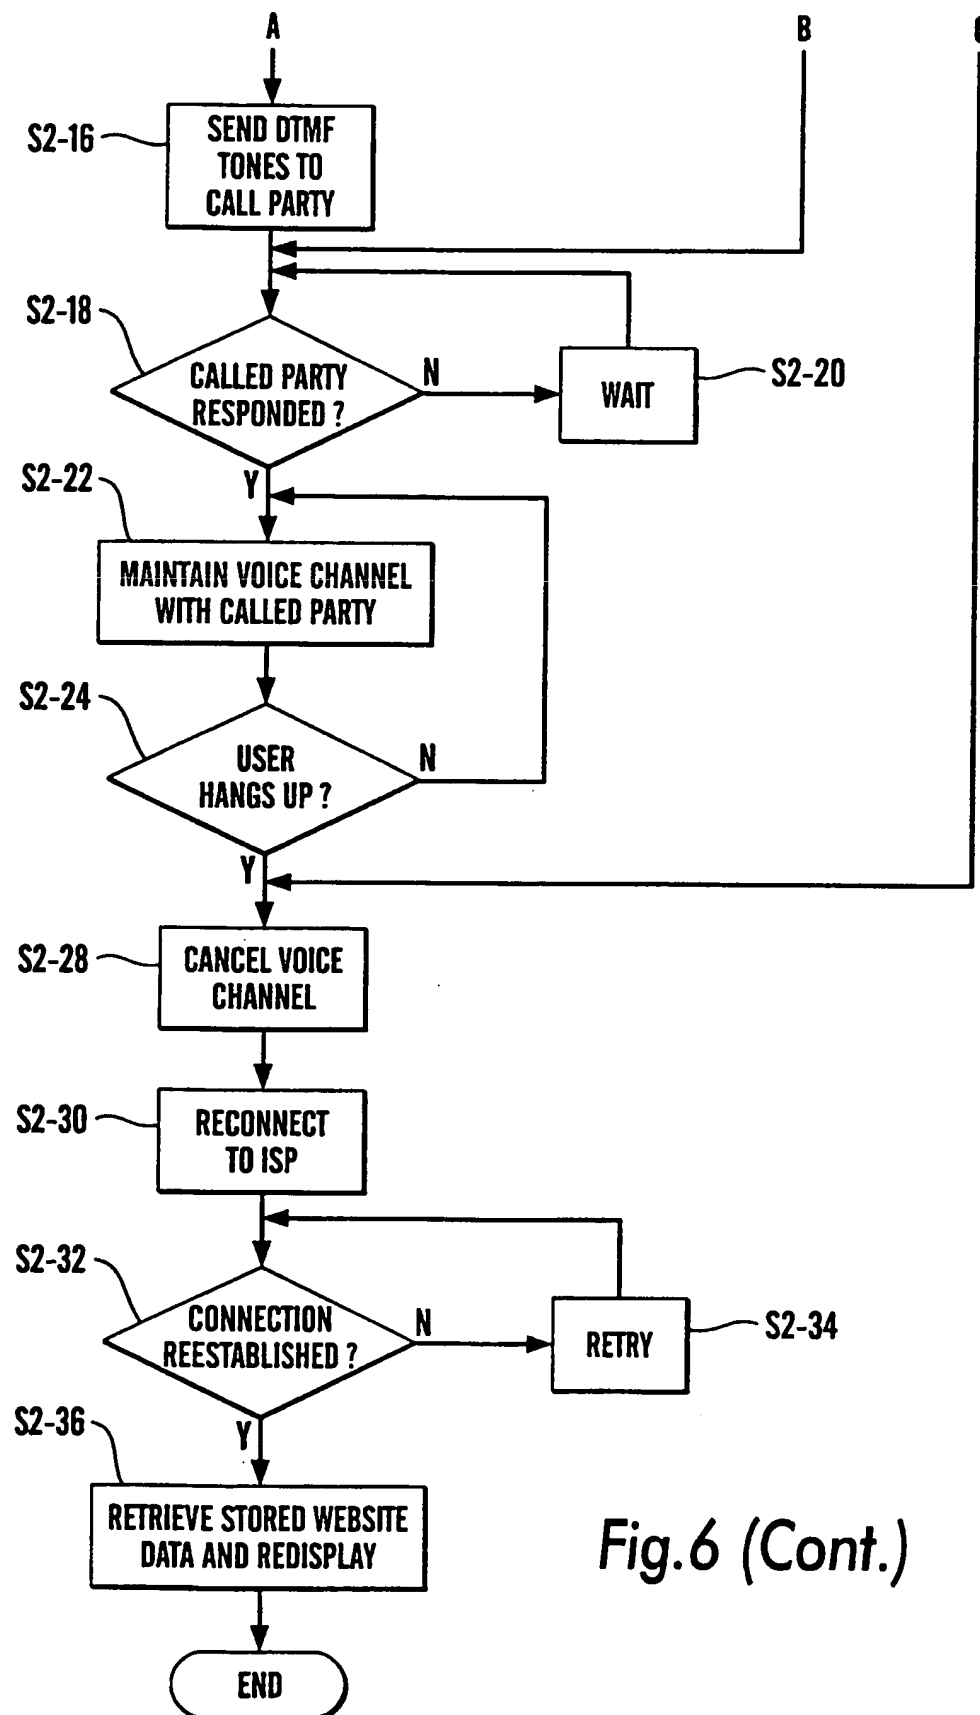 A
B
S2-16
SEND DTMF
TONES TO
CALL PARTY
S2-18
CALLED PARTY
RESPONDED ?
N
WAIT
S2-20
Y
S2-22
MAINTAIN VOICE CHANNEL
WITH CALLED PARTY
S2-24
USER
HANGS UP ?
N
Y
S2-28
CANCEL VOICE
CHANNEL
S2-30
RECONNECT
TO ISP
S2-32
CONNECTION
REESTABLISHED ?
N
RETRY
S2-34
Y
S2-36
RETRIEVE STORED WEBSITE
DATA AND REDISPLAY
END
Fig.6 (Cont.)